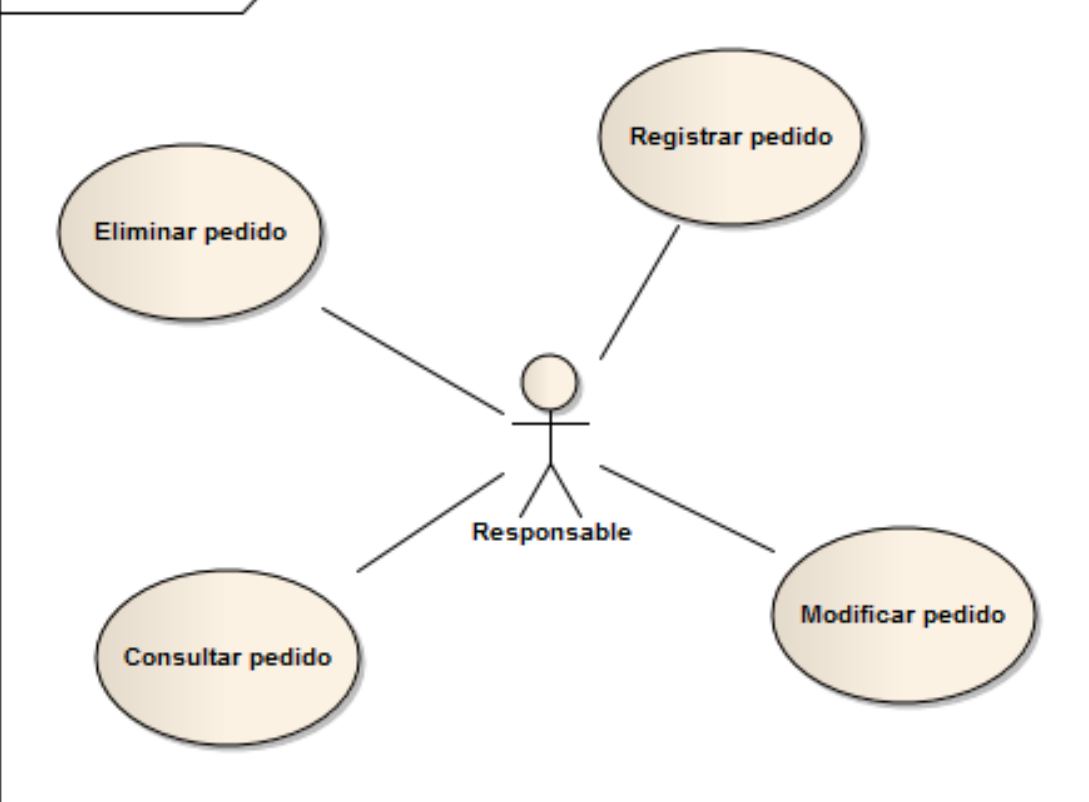 Registrar pedido
Eliminar pedido
Responsable
Modificar pedido
Consultar pedido